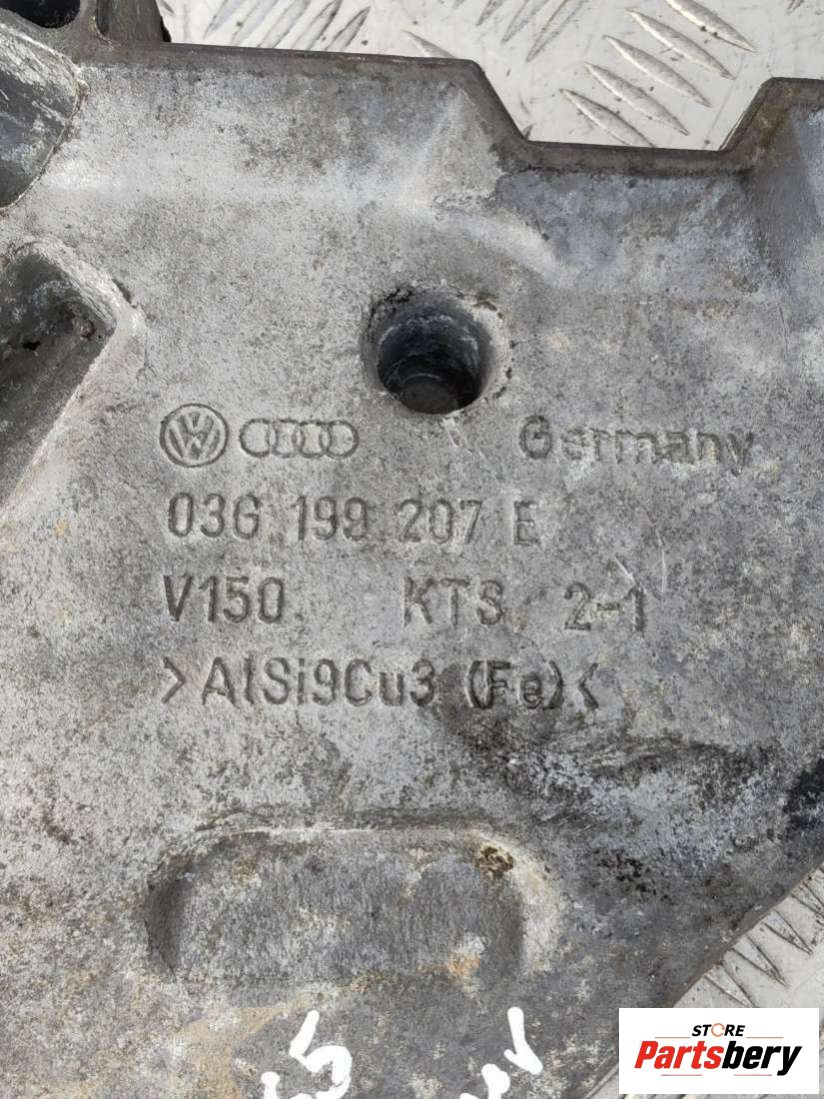 Germany
03G 199 207 E
V150 KTS 2-1
>AlSi9Cu3 (Fe)<
STORE
Partsbery